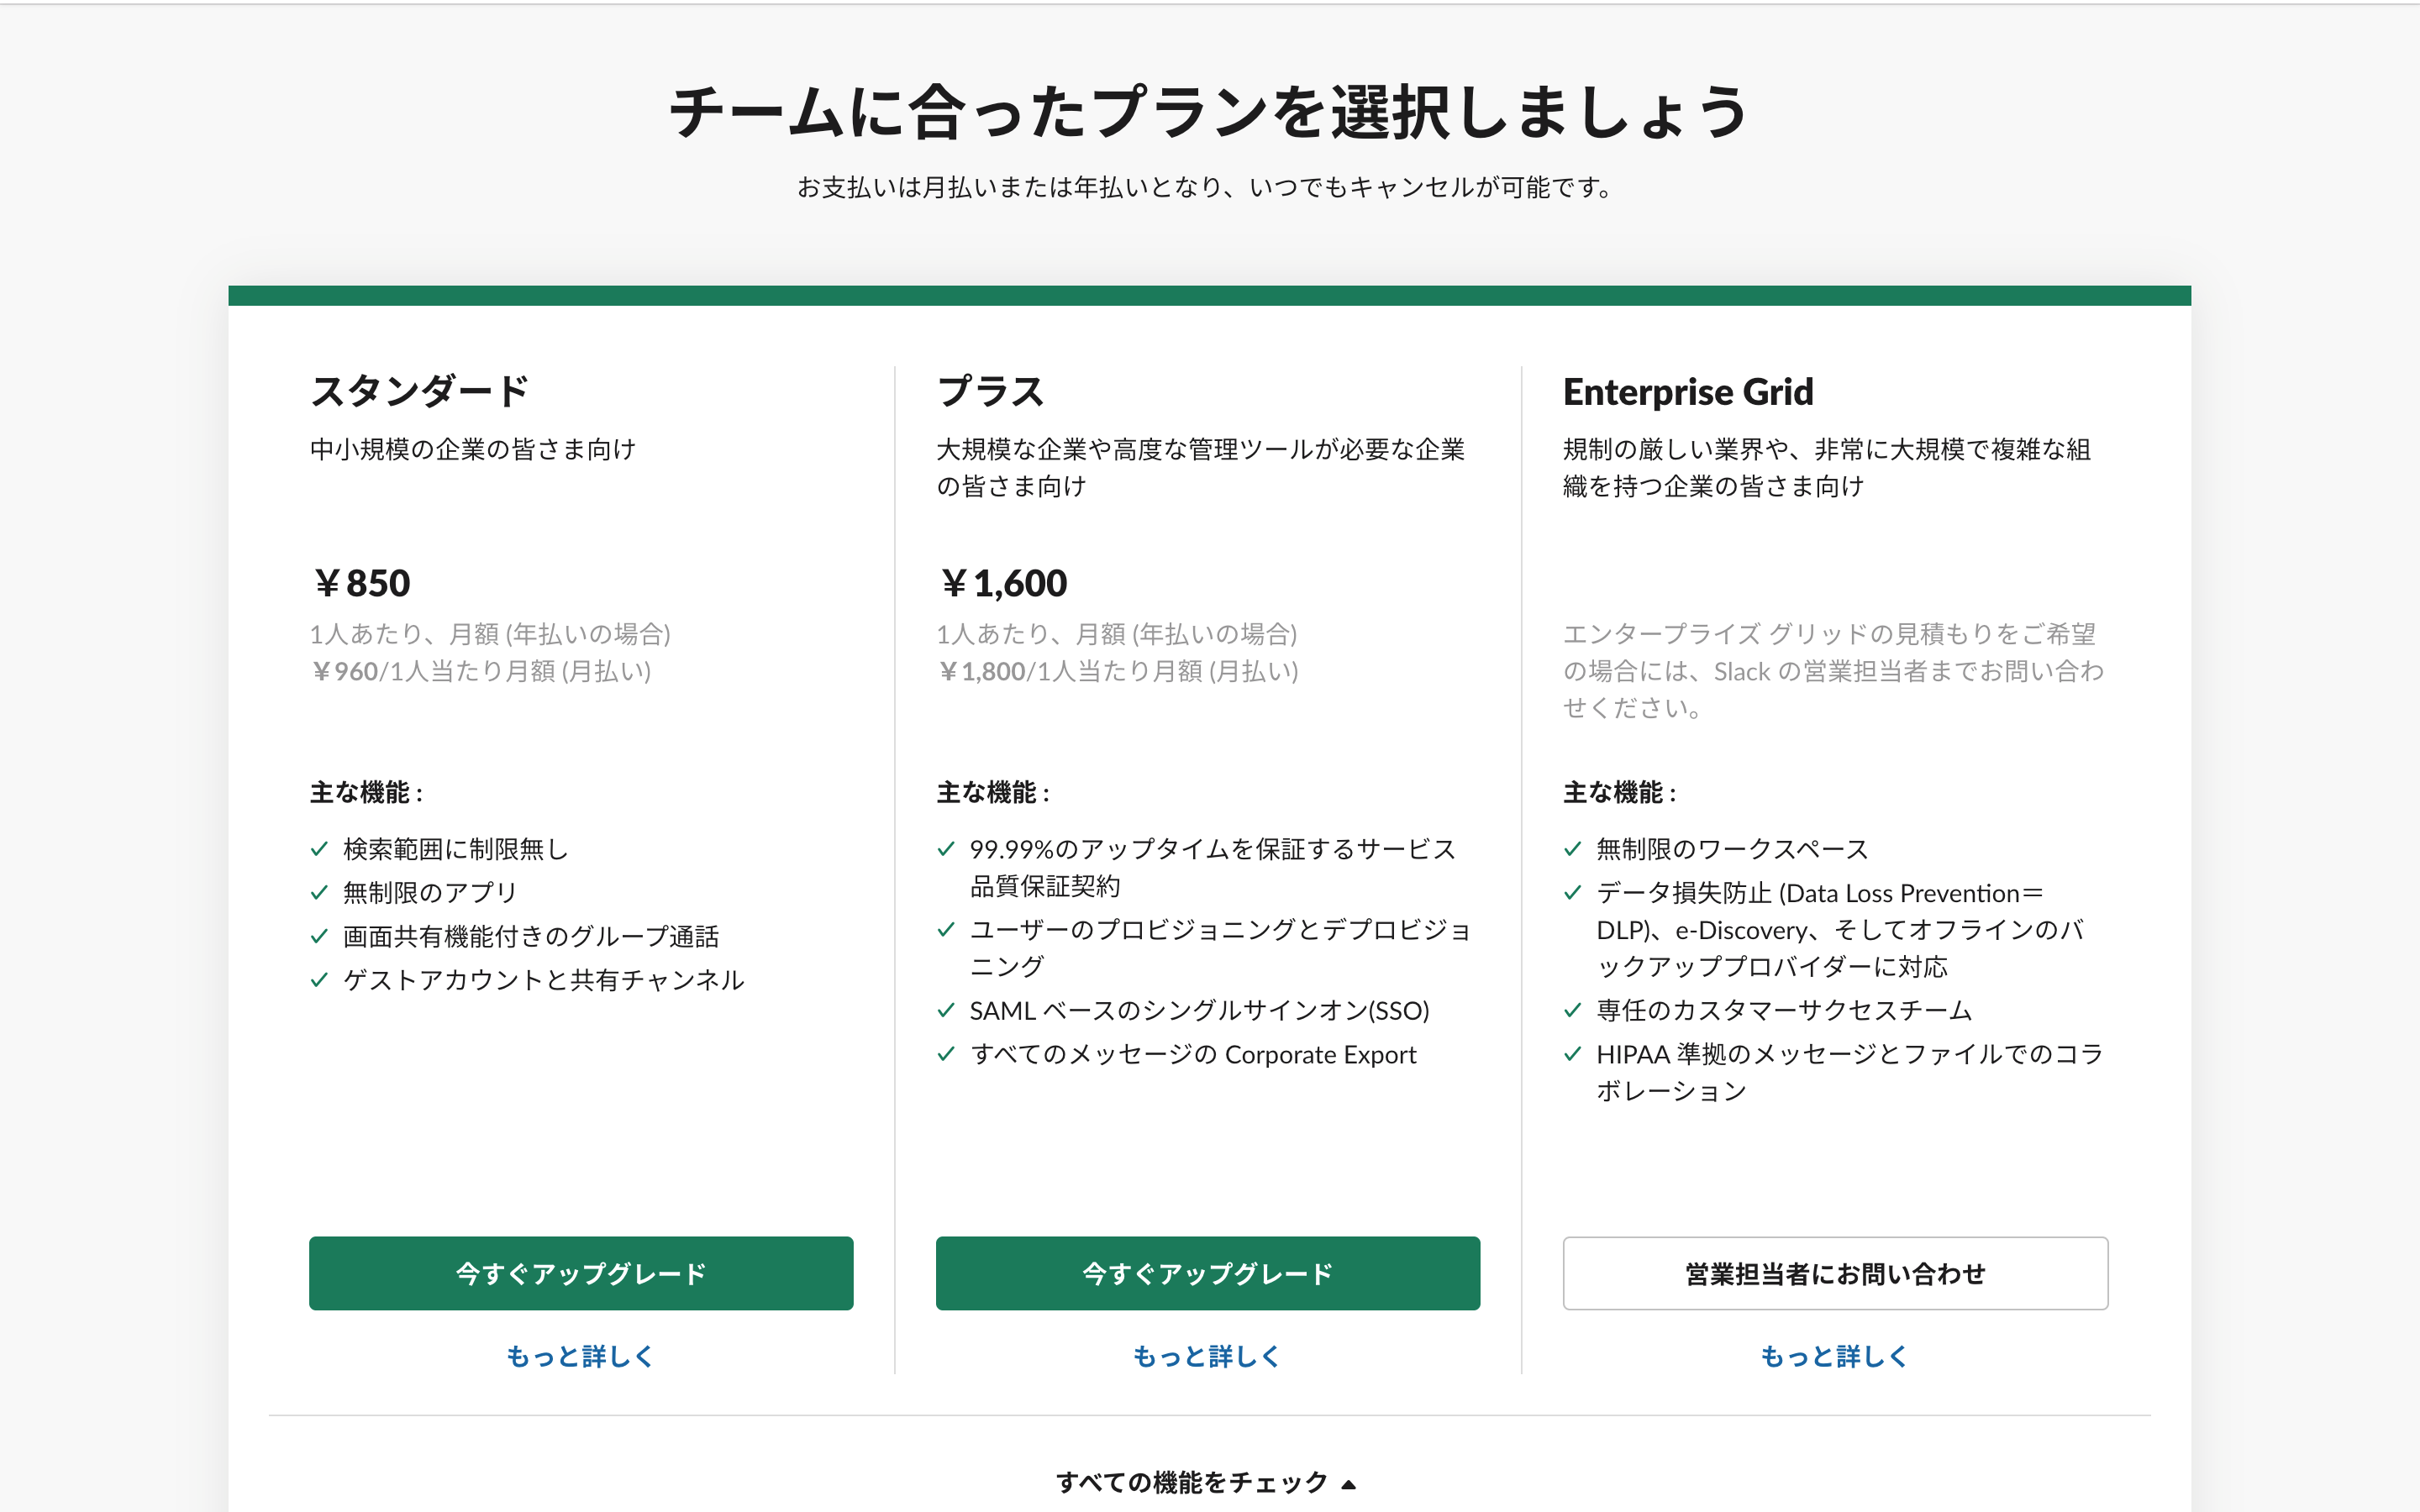 チームに合ったプランを選択しましょう
お支払いは月払いまたは年払いとなり、いつでもキャンセルが可能です。
スタンダード
中小規模の企業の皆さま向け
￥850
1人あたり、月額 (年払いの場合)
￥960/1人当たり月額 (月払い)
主な機能 :
検索範囲に制限無し
無制限のアプリ
画面共有機能付きのグループ通話
ゲストアカウントと共有チャンネル
今すぐアップグレード
もっと詳しく
プラス
大規模な企業や高度な管理ツールが必要な企業
の皆さま向け
￥1,600
1人あたり、月額 (年払いの場合)
￥1,800/1人当たり月額 (月払い)
主な機能 :
99.99%のアップタイムを保証するサービス
品質保証契約
ユーザーのプロビジョニングとデプロビジョ
ニング
SAML ベースのシングルサインオン(SSO)
すべてのメッセージの Corporate Export
今すぐアップグレード
もっと詳しく
Enterprise Grid
規制の厳しい業界や、非常に大規模で複雑な組
織を持つ企業の皆さま向け
エンタープライズ グリッドの見積もりをご希望
の場合には、Slack の営業担当者までお問い合わ
せください。
主な機能 :
無制限のワークスペース
データ損失防止 (Data Loss Prevention＝
DLP)、e-Discovery、そしてオフラインのバ
ックアッププロバイダーに対応
専任のカスタマーサクセスチーム
HIPAA 準拠のメッセージとファイルでのコラ
ボレーション
営業担当者にお問い合わせ
もっと詳しく
すべての機能をチェック